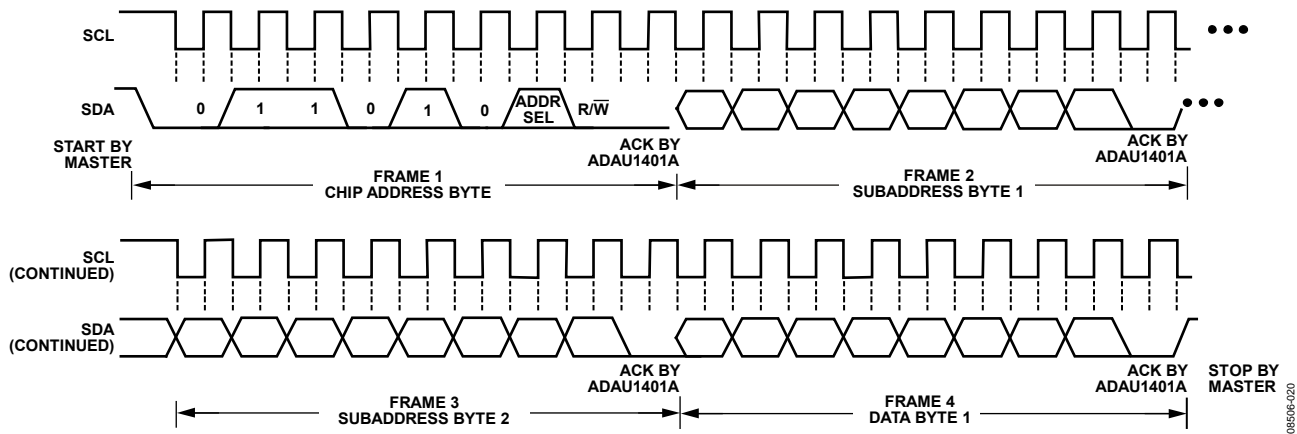 SCL
SDA
0 1 1 0 1 0 ADDR SEL R/W̅
START BY
MASTER
ACK BY
ADAU1401A
ACK BY
ADAU1401A
FRAME 1
CHIP ADDRESS BYTE
FRAME 2
SUBADDRESS BYTE 1
SCL
(CONTINUED)
SDA
(CONTINUED)
ACK BY
ADAU1401A
ACK BY
ADAU1401A
STOP BY
MASTER
FRAME 3
SUBADDRESS BYTE 2
FRAME 4
DATA BYTE 1
08506-020